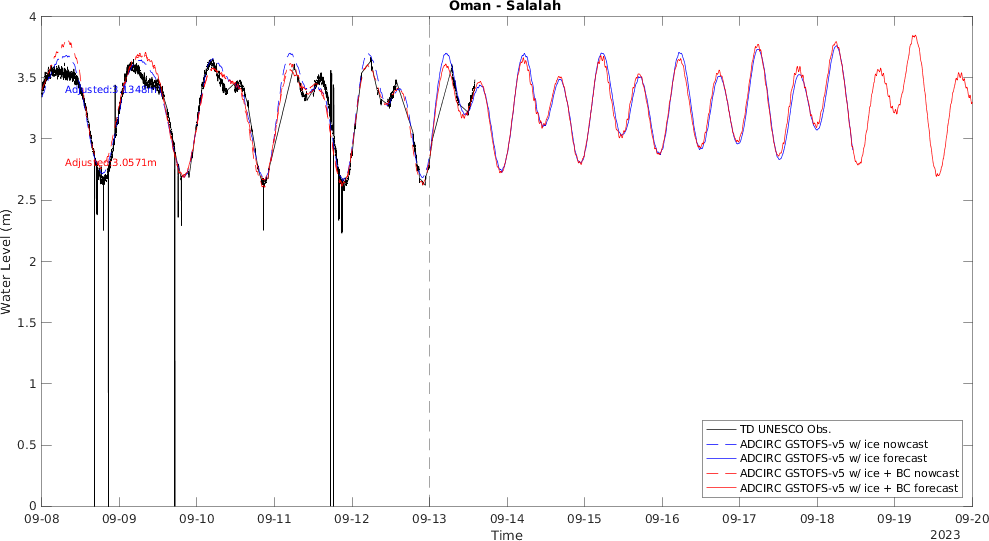 Oman - Salalah
4
3.5
3
2.5
2
1.5
1
0.5
0
Water Level (m)
Adjusted:3.1348m
Adjusted:3.0571m
TD UNESCO Obs.
ADCIRC GSTOFS-v5 w/ ice nowcast
ADCIRC GSTOFS-v5 w/ ice forecast
ADCIRC GSTOFS-v5 w/ ice + BC nowcast
ADCIRC GSTOFS-v5 w/ ice + BC forecast
09-08 09-09 09-10 09-11 09-12 09-13 09-14 09-15 09-16 09-17 09-18 09-19 09-20
Time
2023